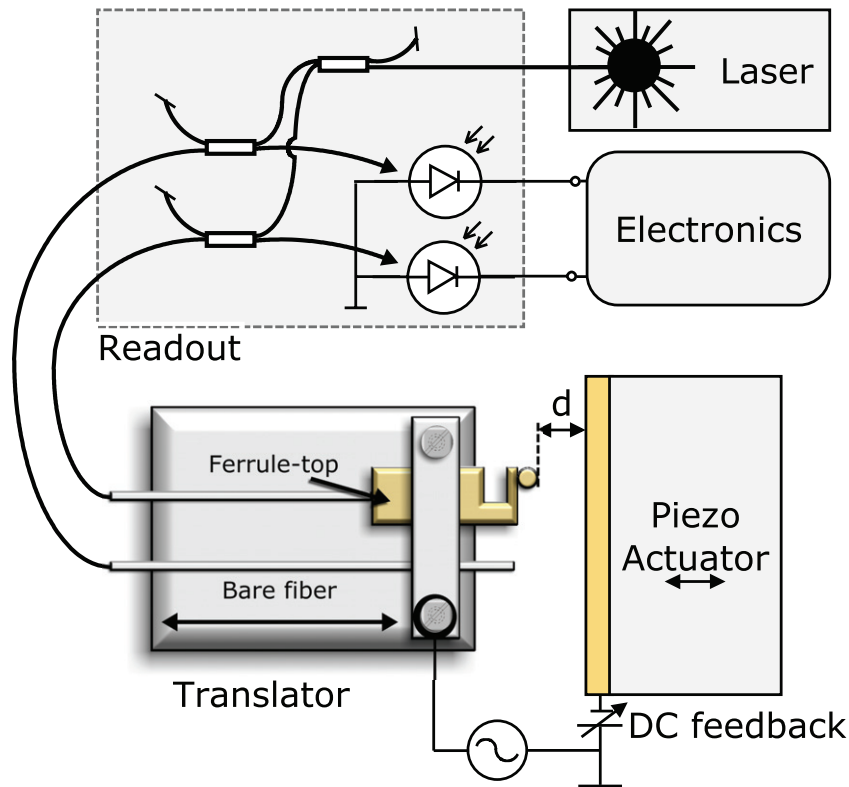 Laser
Electronics
Readout
d
Ferrule-top
Piezo
Actuator
Bare fiber
Translator
DC feedback